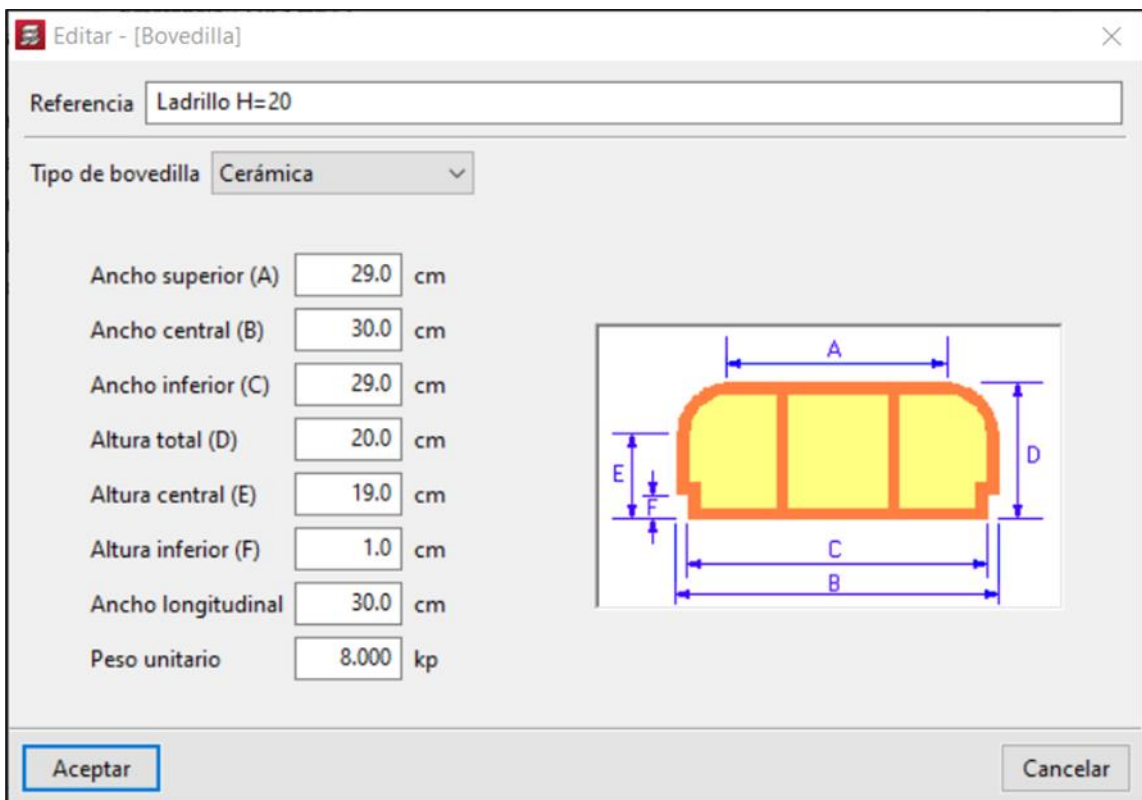 Editar - [Bovedilla]
Referencia Ladrillo H=20
Tipo de bovedilla Cerámica
Ancho superior (A) 29.0 cm
Ancho central (B) 30.0 cm
Ancho inferior (C) 29.0 cm
Altura total (D) 20.0 cm
Altura central (E) 19.0 cm
Altura inferior (F) 1.0 cm
Ancho longitudinal 30.0 cm
Peso unitario 8.000 kp
A
D
E
F
C
B
Aceptar Cancelar